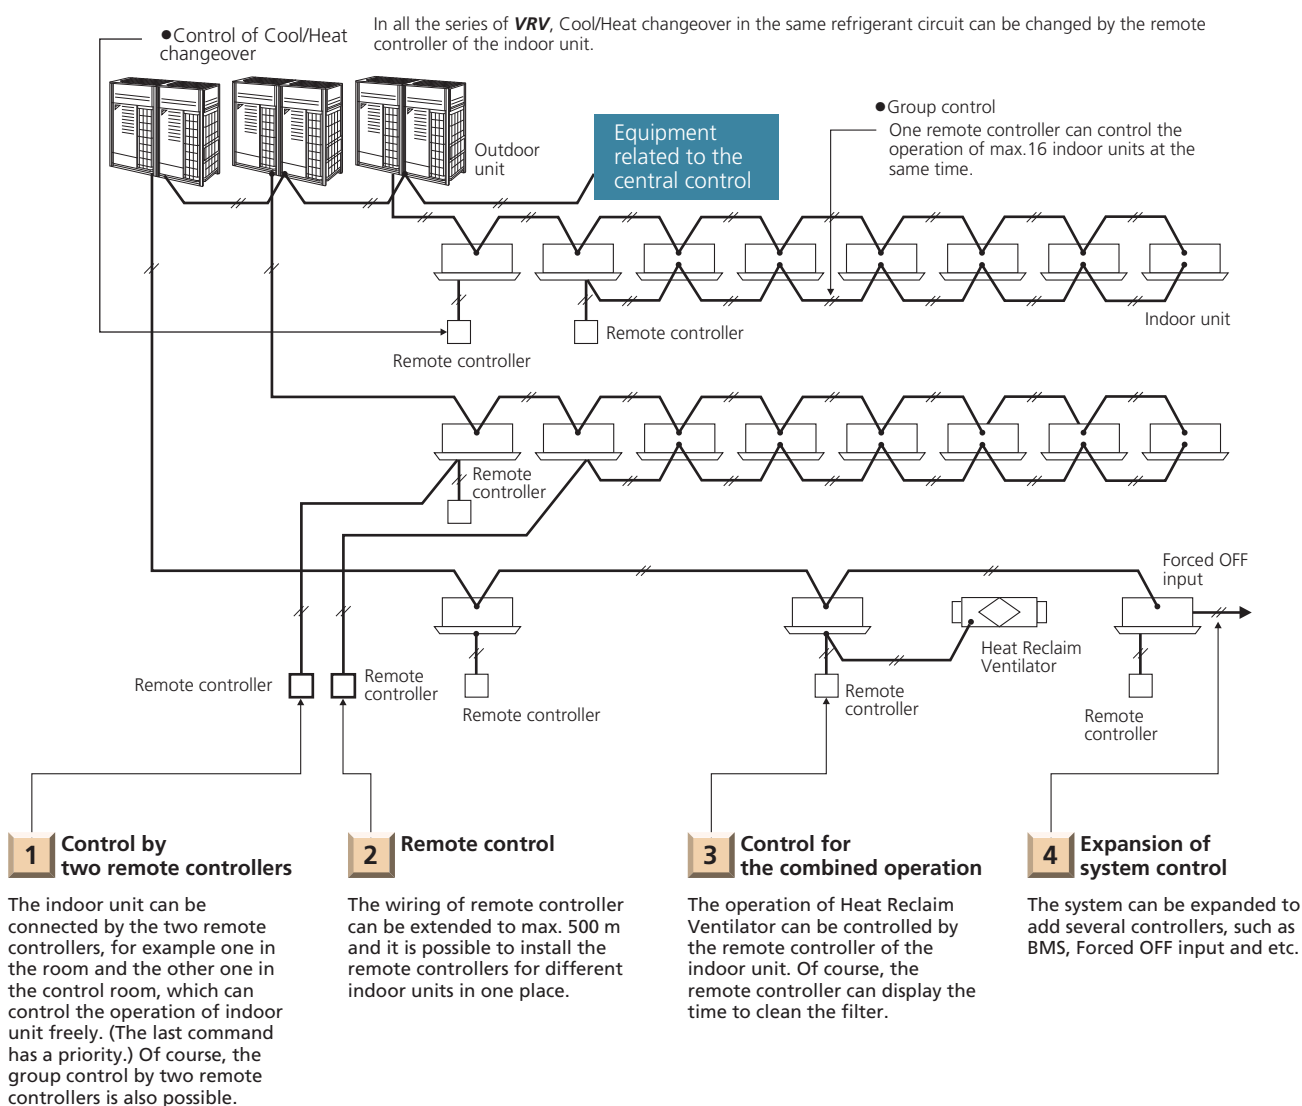 ●Control of Cool/Heat
changeover
In all the series of VRV, Cool/Heat changeover in the same refrigerant circuit can be changed by the remote
controller of the indoor unit.
●Group control
One remote controller can control the
operation of max.16 indoor units at the
same time.
Outdoor
unit
Equipment
related to the
central control
Indoor unit
Remote controller
Remote controller
Remote
controller
Forced OFF
input
Heat Reclaim
Ventilator
Remote controller
Remote
controller
Remote controller
Remote
controller
Remote
controller
1
Control by
two remote controllers
The indoor unit can be
connected by the two remote
controllers, for example one in
the room and the other one in
the control room, which can
control the operation of indoor
unit freely. (The last command
has a priority.) Of course, the
group control by two remote
controllers is also possible.
2
Remote control
The wiring of remote controller
can be extended to max. 500 m
and it is possible to install the
remote controllers for different
indoor units in one place.
3
Control for
the combined operation
The operation of Heat Reclaim
Ventilator can be controlled by
the remote controller of the
indoor unit. Of course, the
remote controller can display the
time to clean the filter.
4
Expansion of
system control
The system can be expanded to
add several controllers, such as
BMS, Forced OFF input and etc.